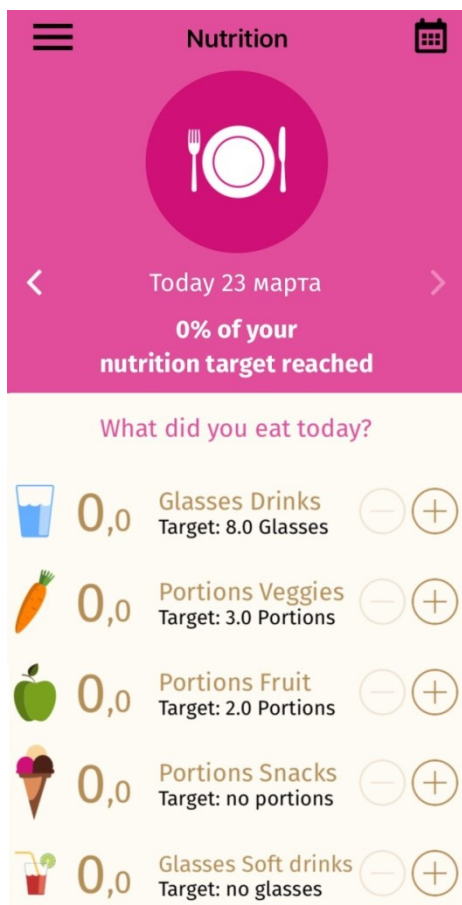 Nutrition
Today 23 марта
0% of your
nutrition target reached
What did you eat today?
0,0 Glasses Drinks
Target: 8.0 Glasses
0,0 Portions Veggies
Target: 3.0 Portions
0,0 Portions Fruit
Target: 2.0 Portions
0,0 Portions Snacks
Target: no portions
0,0 Glasses Soft drinks
Target: no glasses